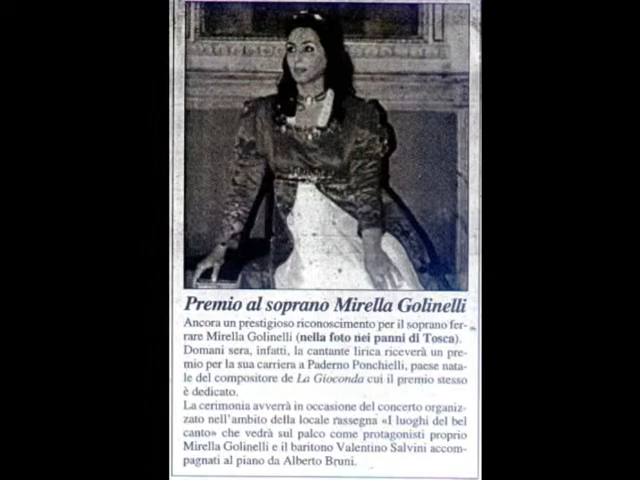 Premio al soprano Mirella Golinelli
Ancora un prestigioso riconoscimento per il soprano fer-
rare Mirella Golinelli (nella foto nei panni di Tosca).
Domani sera, infatti, la cantante lirica riceverà un pre-
mio per la sua carriera a Paderno Ponchielli, paese nata-
le del compositore de La Gioconda cui il premio stesso
è dedicato.
La cerimonia avverrà in occasione del concerto organiz-
zato nell'ambito della locale rassegna «I luoghi del bel
canto» che vedrà sul palco come protagonisti proprio
Mirella Golinelli e il baritono Valentino Salvini accom-
pagnati al piano da Alberto Bruni.